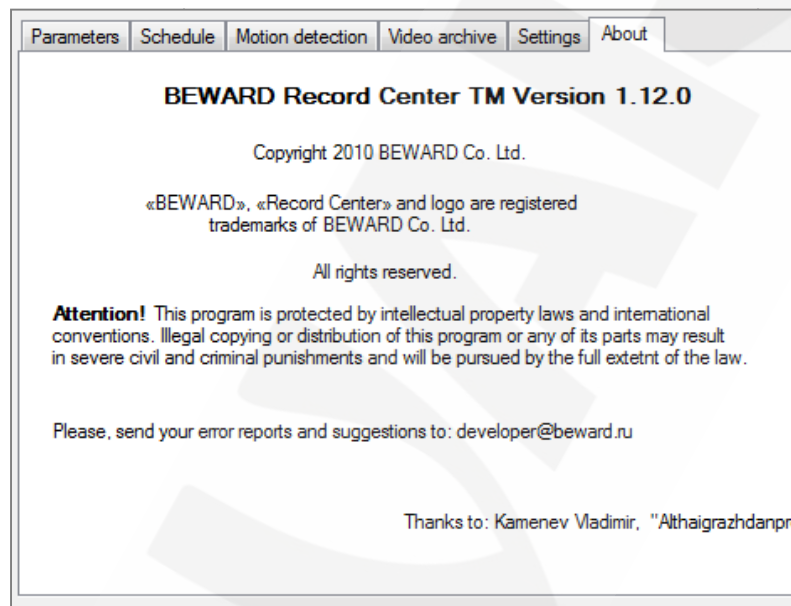 Parameters Schedule Motion detection Video archive Settings About
BEWARD Record Center TM Version 1.12.0
Copyright 2010 BEWARD Co. Ltd.
«BEWARD», «Record Center» and logo are registered
trademarks of BEWARD Co. Ltd.
All rights reserved.
Attention! This program is protected by intellectual property laws and international
conventions. Illegal copying or distribution of this program or any of its parts may result
in severe civil and criminal punishments and will be pursued by the full extetnt of the law.
Please, send your error reports and suggestions to: developer@beward.ru
Thanks to: Kamenev Vladimir, "Althaigrazhdanpr